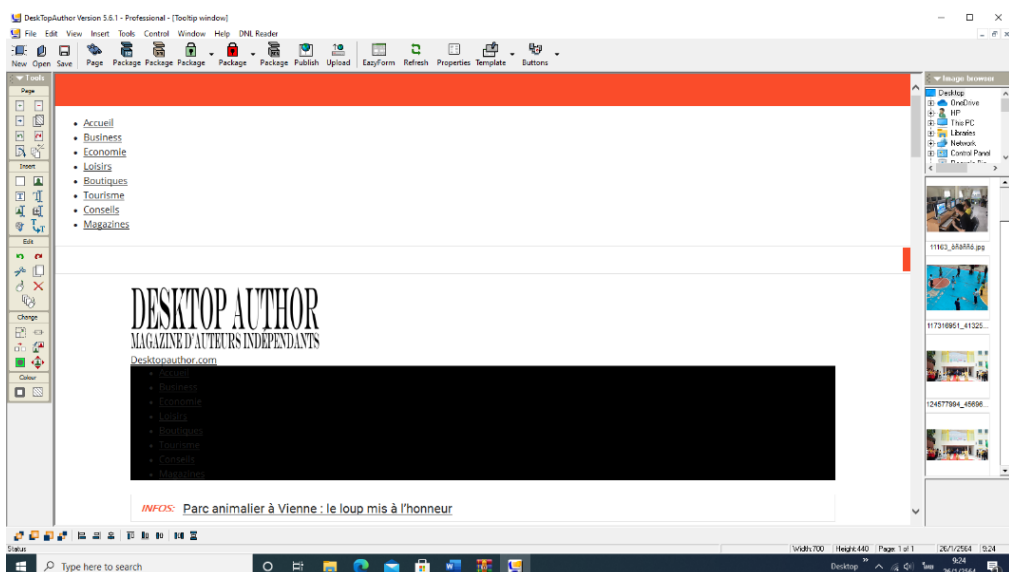 DeskTopAuthor Version 5.6.1 - Professional - [Tooltip window]
File Edit View Insert Tools Control Window Help DNL Reader
New Open Save Page Package Package Package Package Package Publish Upload EazyForm Refresh Properties Template Buttons
Tools
Page
Insert
Edit
Change
Colour
Accueil
Business
Economie
Loisirs
Boutiques
Tourisme
Conseils
Magazines
DESKTOP AUTHOR
MAGAZINE D'AUTEURS INDÉPENDANTS
Desktopauthor.com
Accueil
Business
Economie
Loisirs
Boutiques
Tourisme
Conseils
Magazines
INFOS: Parc animalier à Vienne : le loup mis à l'honneur
Image browser
Desktop
OneDrive
HP
This PC
Libraries
Network
Control Panel
117316951_41325...
124577994_45696...
Status
Width:700 Height:440 Page: 1 of 1 26/1/2564 9:24
Type here to search
Desktop
9:24
26/1/2564